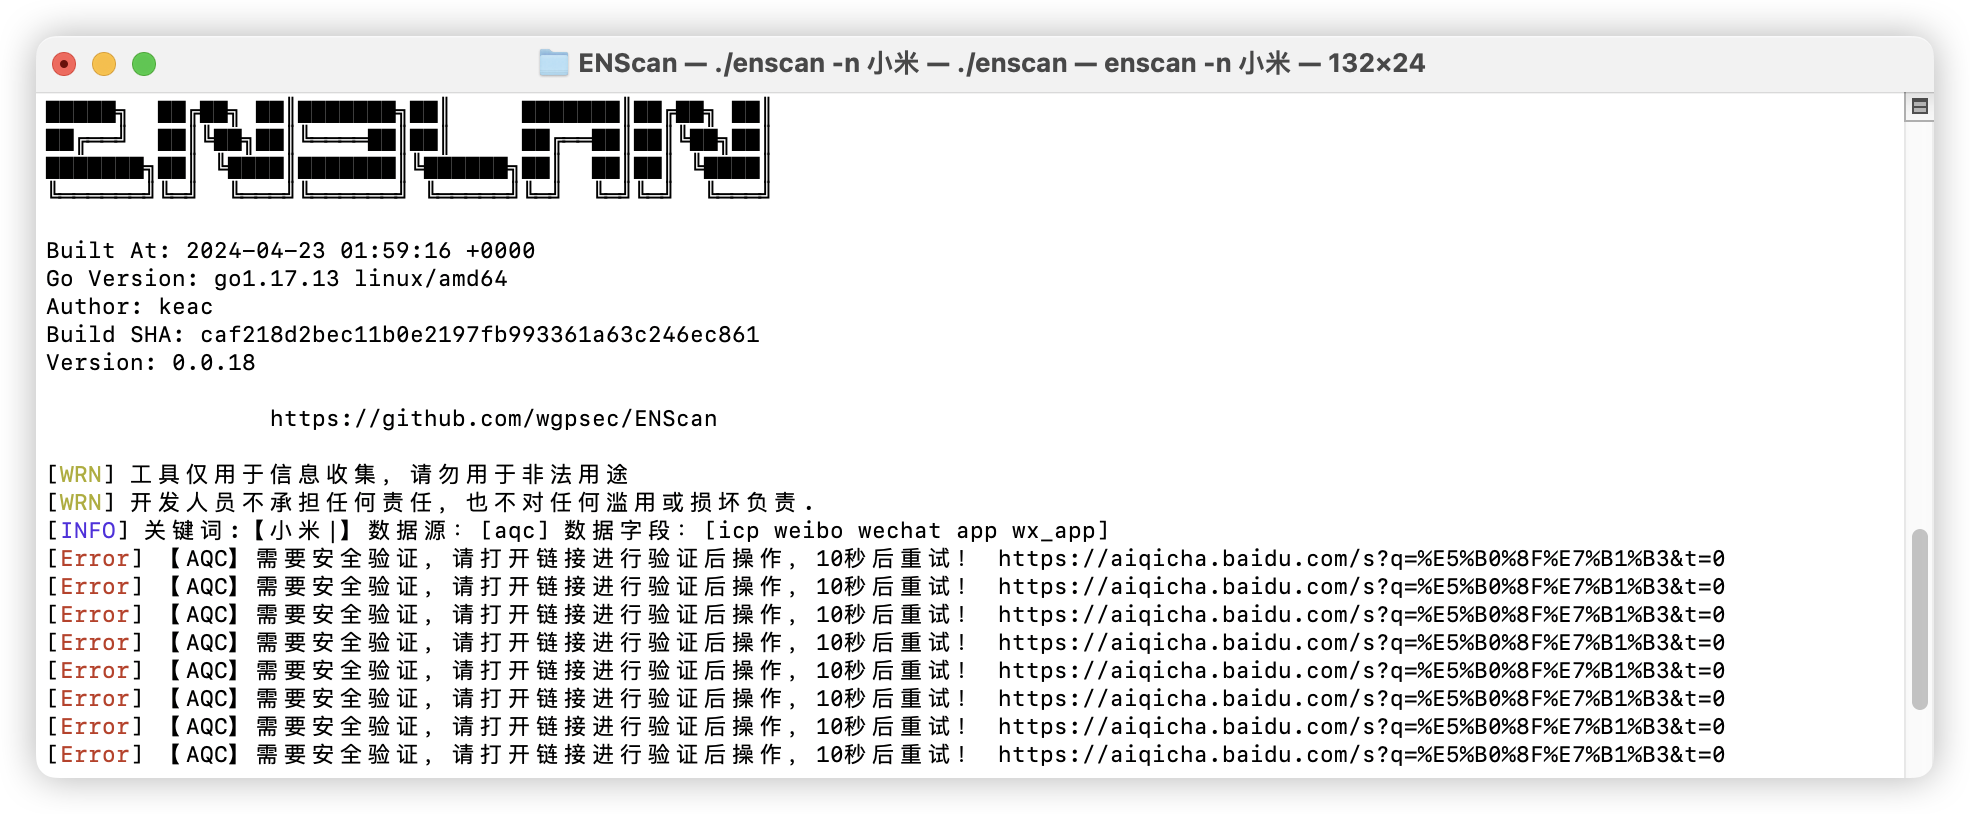 ENScan — ./enscan -n 小米 — ./enscan — enscan -n 小米 — 132×24
ENSCAN
Built At: 2024-04-23 01:59:16 +0000
Go Version: go1.17.13 linux/amd64
Author: keac
Build SHA: caf218d2bec11b0e2197fb993361a63c246ec861
Version: 0.0.18
https://github.com/wgpsec/ENScan
[WRN] 工具仅用于信息收集，请勿用于非法用途
[WRN] 开发人员不承担任何责任，也不对任何滥用或损坏负责.
[INFO] 关键词:【小米|】数据源：[aqc] 数据字段：[icp weibo wechat app wx_app]
[Error] 【AQC】需要安全验证，请打开链接进行验证后操作，10秒后重试！ https://aiqicha.baidu.com/s?q=%E5%B0%8F%E7%B1%B3&t=0
[Error] 【AQC】需要安全验证，请打开链接进行验证后操作，10秒后重试！ https://aiqicha.baidu.com/s?q=%E5%B0%8F%E7%B1%B3&t=0
[Error] 【AQC】需要安全验证，请打开链接进行验证后操作，10秒后重试！ https://aiqicha.baidu.com/s?q=%E5%B0%8F%E7%B1%B3&t=0
[Error] 【AQC】需要安全验证，请打开链接进行验证后操作，10秒后重试！ https://aiqicha.baidu.com/s?q=%E5%B0%8F%E7%B1%B3&t=0
[Error] 【AQC】需要安全验证，请打开链接进行验证后操作，10秒后重试！ https://aiqicha.baidu.com/s?q=%E5%B0%8F%E7%B1%B3&t=0
[Error] 【AQC】需要安全验证，请打开链接进行验证后操作，10秒后重试！ https://aiqicha.baidu.com/s?q=%E5%B0%8F%E7%B1%B3&t=0
[Error] 【AQC】需要安全验证，请打开链接进行验证后操作，10秒后重试！ https://aiqicha.baidu.com/s?q=%E5%B0%8F%E7%B1%B3&t=0
[Error] 【AQC】需要安全验证，请打开链接进行验证后操作，10秒后重试！ https://aiqicha.baidu.com/s?q=%E5%B0%8F%E7%B1%B3&t=0